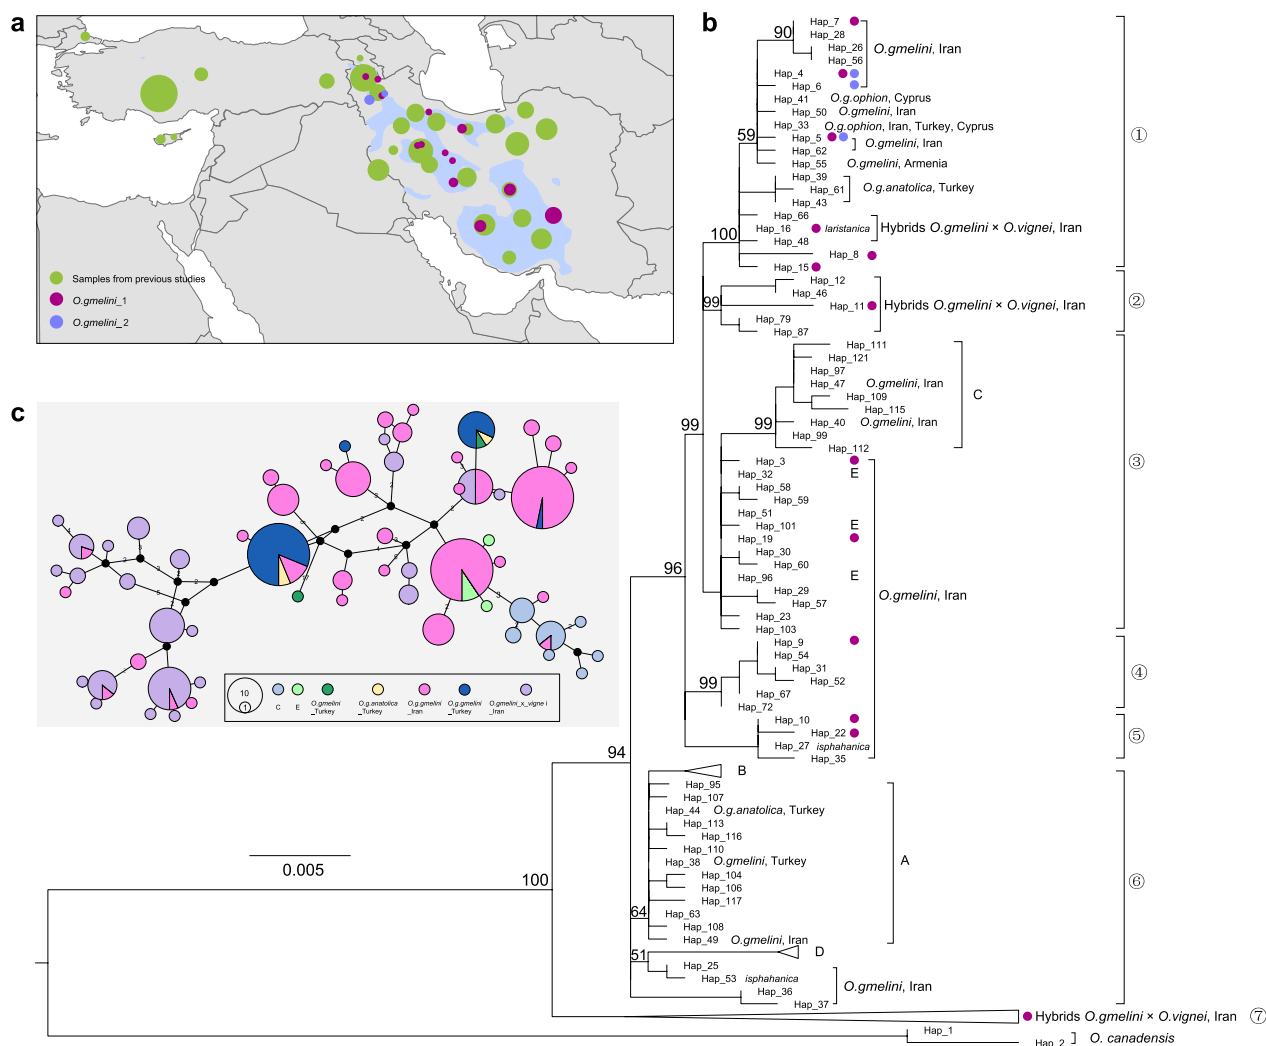 a
Samples from previous studies
O.gmelini_1
O.gmelini_2
b
90
59
100
99
99
99
96
99
94
100
64
51
0.005
Hap_7
Hap_28
Hap_26
Hap_56
O.gmelini, Iran
Hap_4
Hap_6
Hap_41 O.g.ophion, Cyprus
Hap_50 O.gmelini, Iran
Hap_33 O.g.ophion, Iran, Turkey, Cyprus
Hap_5
O.gmelini, Iran
Hap_62
Hap_55 O.gmelini, Armenia
Hap_39
Hap_61 O.g.anatolica, Turkey
Hap_43
Hap_66
Hap_16 laristanica Hybrids O.gmelini × O.vignei, Iran
Hap_48
Hap_8
Hap_15
①
Hap_12
Hap_46
Hap_11 Hybrids O.gmelini × O.vignei, Iran
Hap_79
Hap_87
②
Hap_111
Hap_121
Hap_97
Hap_47 O.gmelini, Iran
Hap_109
Hap_115
Hap_40 O.gmelini, Iran
Hap_99
Hap_112
C
Hap_3
Hap_32 E
Hap_58
Hap_59
Hap_51
Hap_101 E
Hap_19
Hap_30
Hap_60
Hap_96 E
Hap_29
Hap_57
Hap_23
Hap_103
③
O.gmelini, Iran
Hap_9
Hap_54
Hap_31
Hap_52
Hap_67
Hap_72
④
Hap_10
Hap_22
Hap_27 isphahanica
Hap_35
⑤
B
Hap_95
Hap_107
Hap_44 O.g.anatolica, Turkey
Hap_113
Hap_116
Hap_110
Hap_38 O.gmelini, Turkey
Hap_104
Hap_106
Hap_117
Hap_63
Hap_108
Hap_49 O.gmelini, Iran
A
D
Hap_25
Hap_53 isphahanica
Hap_36
Hap_37
O.gmelini, Iran
⑥
Hybrids O.gmelini × O.vignei, Iran ⑦
Hap_1
Hap_2 O. canadensis
c
10
1
C
E
O.gmelini
_Turkey
O.g.anatolica
_Turkey
O.g.gmelini
_Iran
O.g.gmelini
_Turkey
O.gmelini_x_vigne i
_Iran